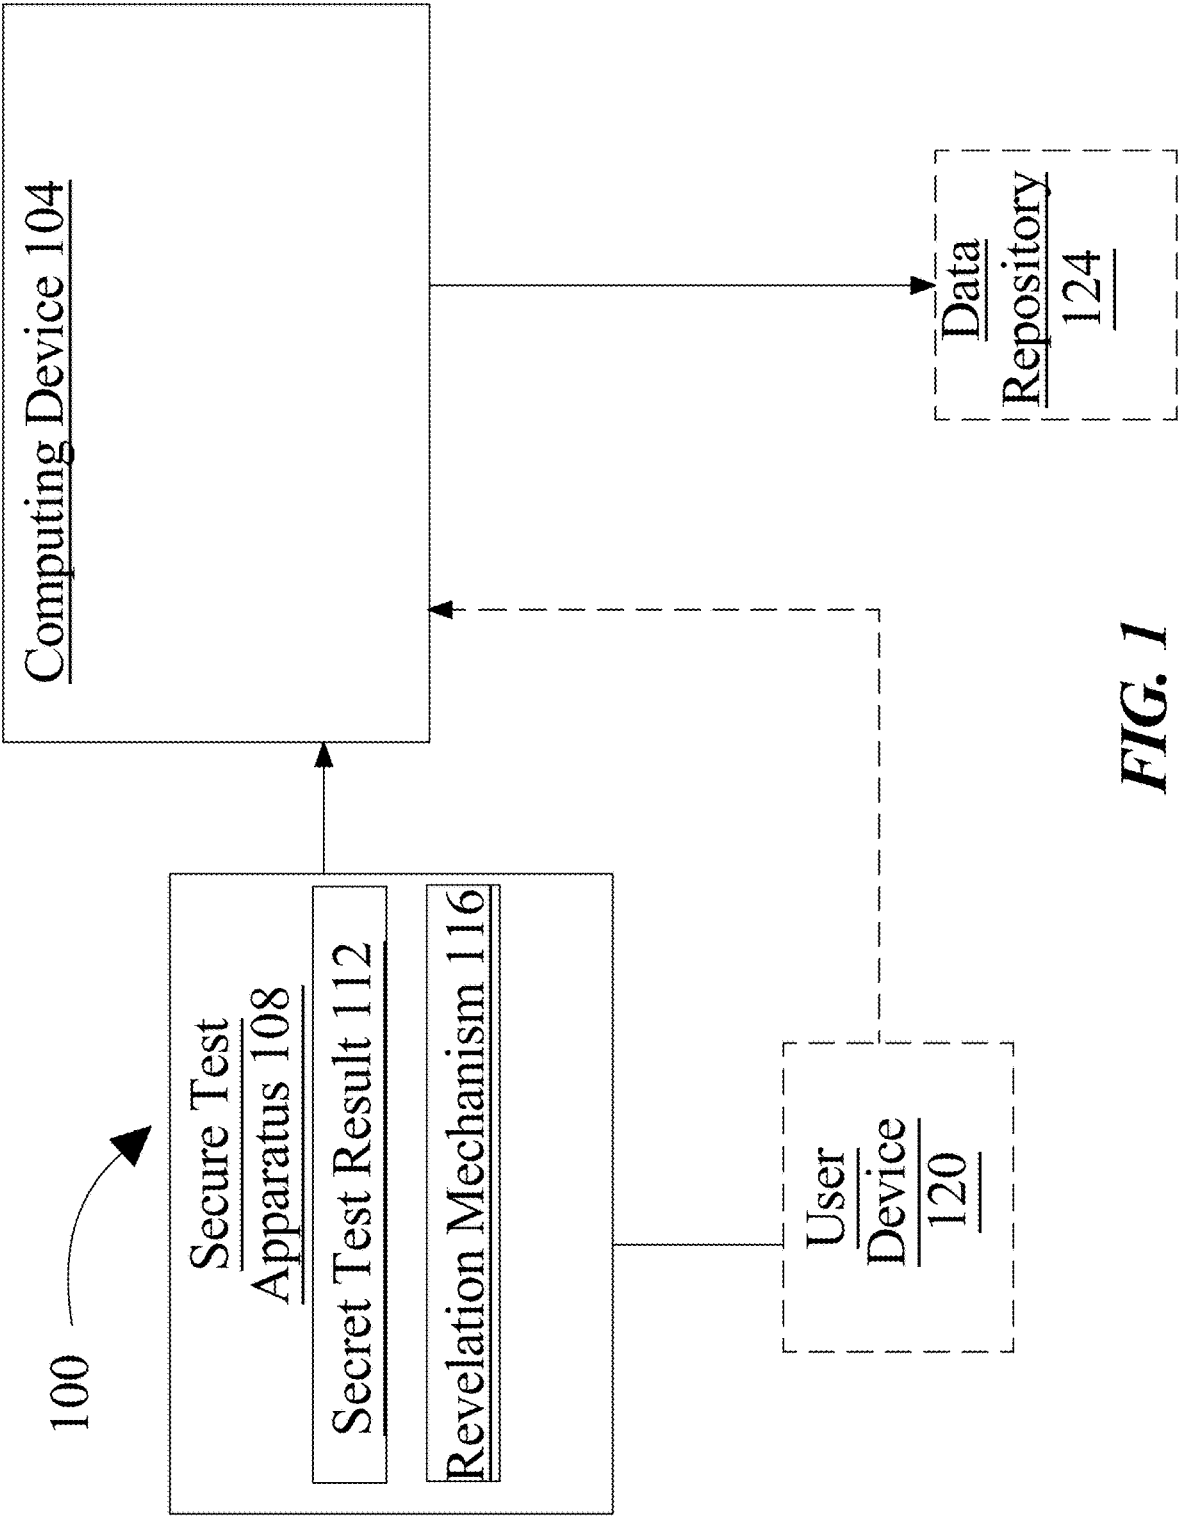 100
Secure Test
Apparatus 108
Secret Test Result 112
Revelation Mechanism 116
Computing Device 104
User
Device
120
Data
Repository
124
FIG. 1